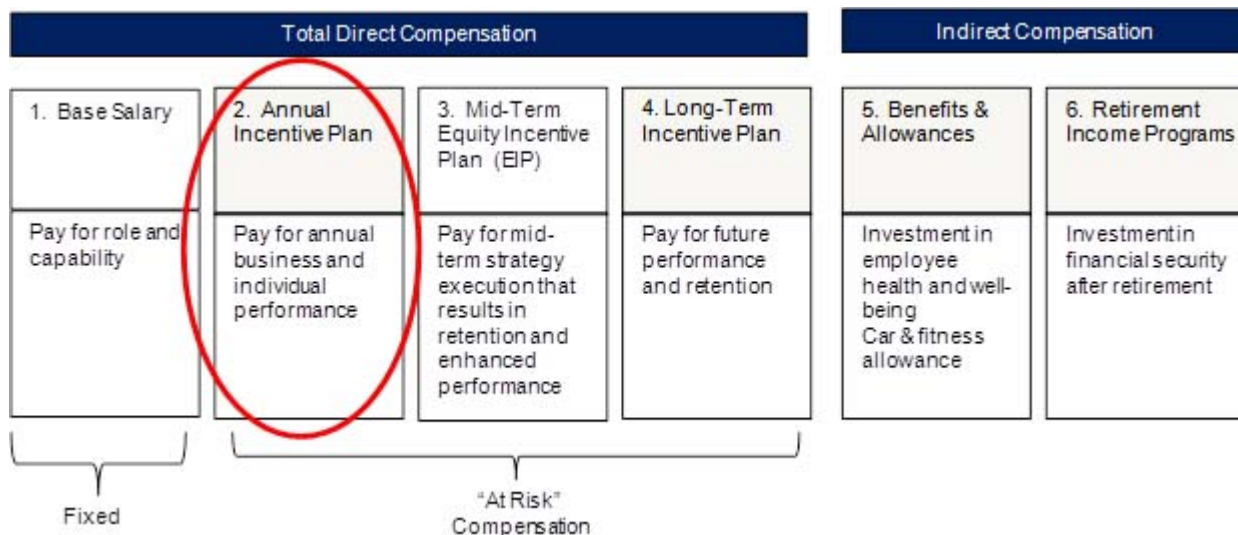 Total Direct Compensation
Indirect Compensation
1. Base Salary
2. Annual
Incentive Plan
3. Mid-Term
Equity Incentive
Plan (EIP)
4. Long-Term
Incentive Plan
5. Benefits &
Allowances
6. Retirement
Income Programs
Pay for role and
capability
Pay for annual
business and
individual
performance
Pay for mid-
term strategy
execution that
results in
retention and
enhanced
performance
Pay for future
performance
and retention
Investment in
employee
health and well-
being
Car & fitness
allowance
Investment in
financial security
after retirement
Fixed
"At Risk"
Compensation